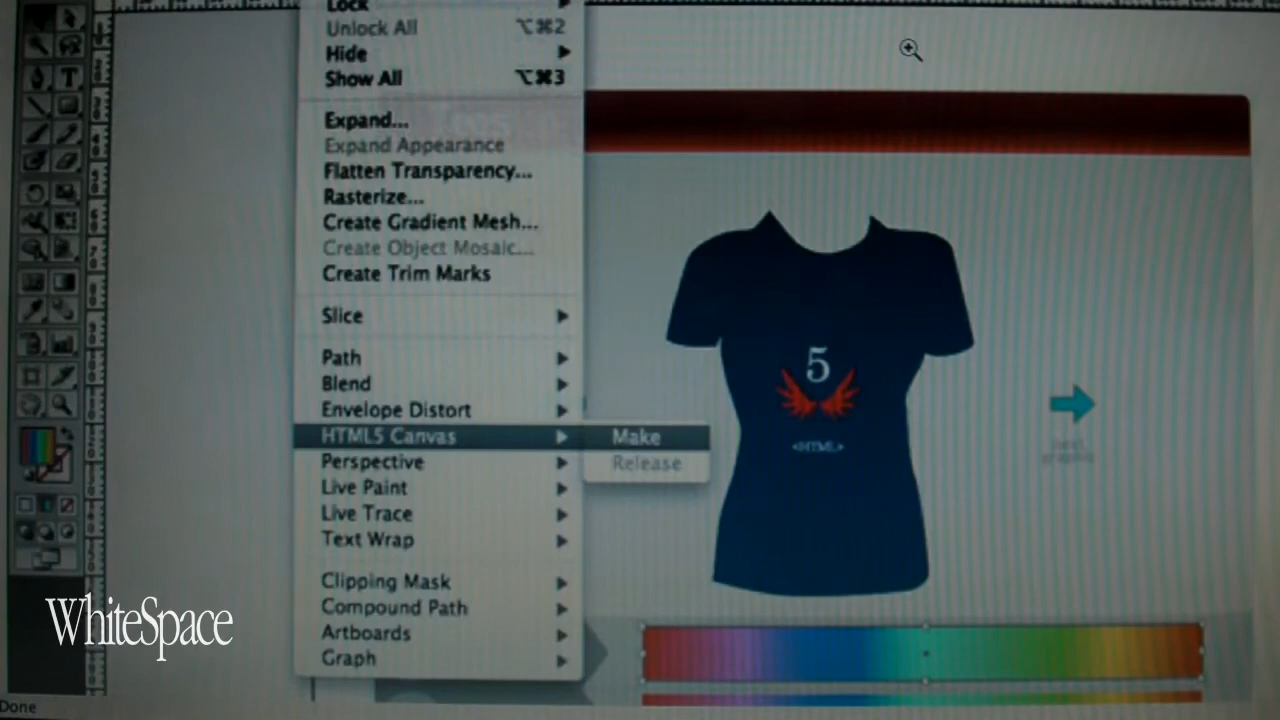 Lock
Unlock All ⌥⌘2
Hide
Show All ⌥⌘3
Expand...
Expand Appearance
Flatten Transparency...
Rasterize...
Create Gradient Mesh...
Create Object Mosaic...
Create Trim Marks
Slice
Path
Blend
Envelope Distort
HTML5 Canvas
Make
Perspective
Release
Live Paint
Live Trace
Text Wrap
Clipping Mask
Compound Path
Artboards
Graph
5
<HTML>
WhiteSpace
Done